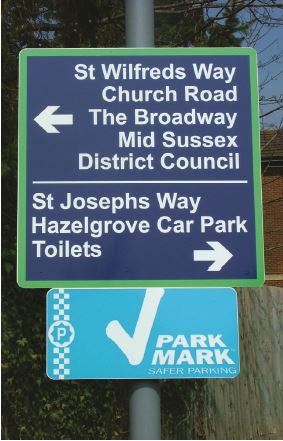 St Wilfreds Way
Church Road
The Broadway
Mid Sussex
District Council
St Josephs Way
Hazelgrove Car Park
Toilets
P
PARK
MARK
SAFER PARKING